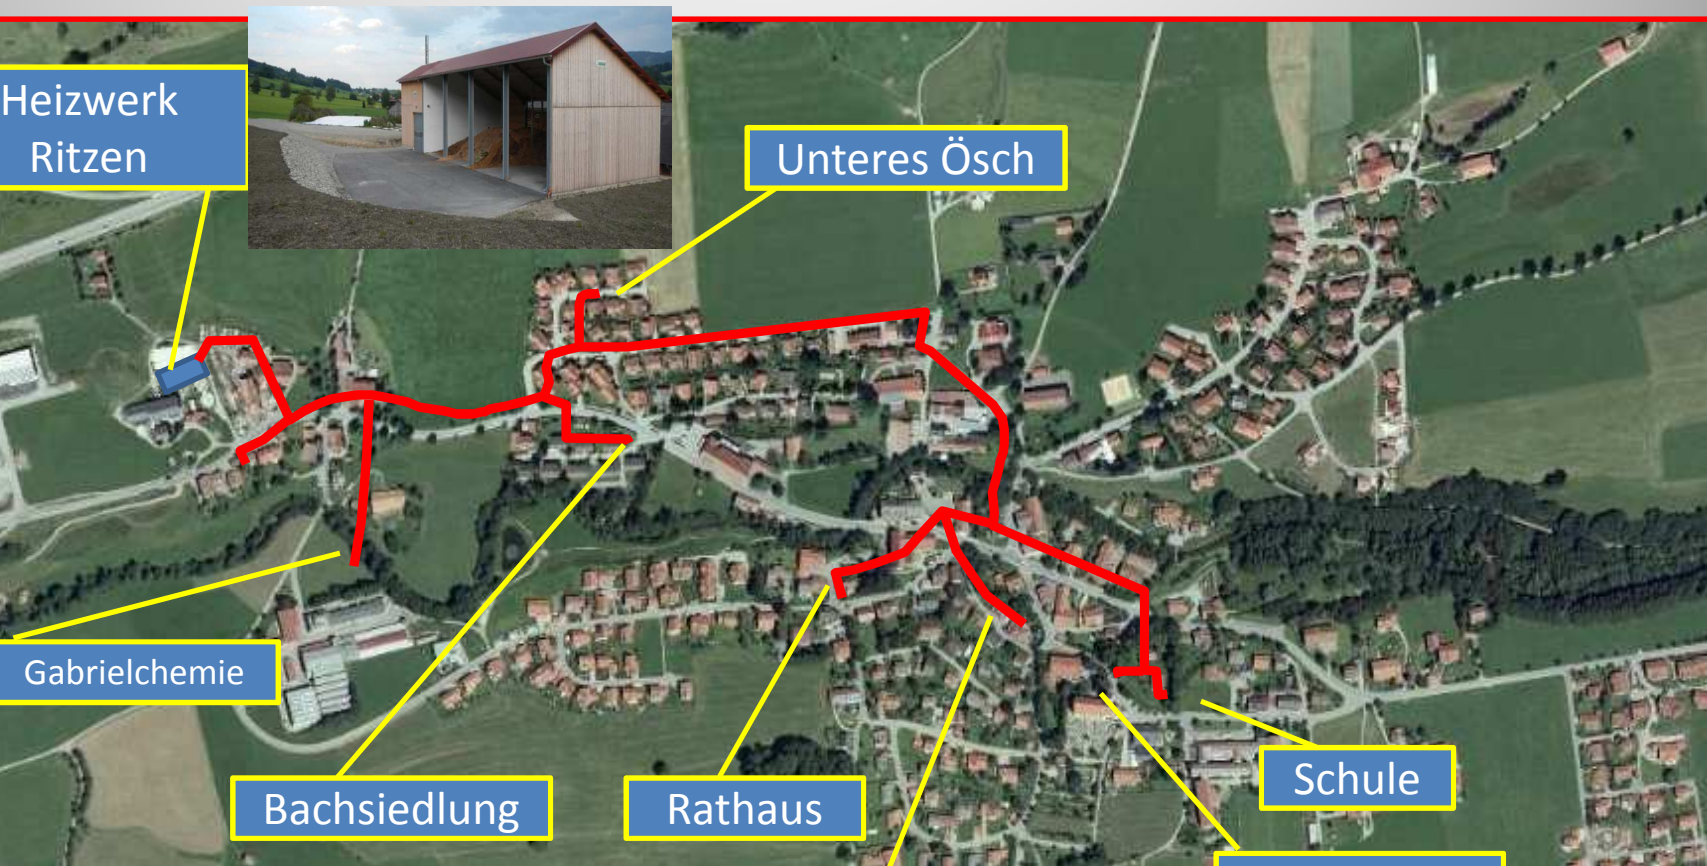 Heizwerk
Ritzen
Unteres Ösch
Gabrielchemie
Bachsiedlung
Rathaus
Schule